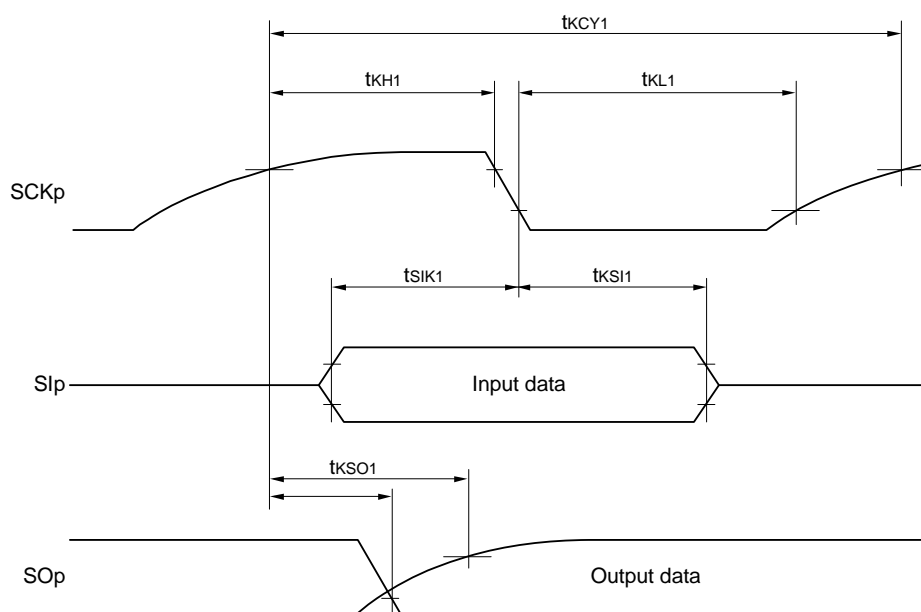 tKCY1
tKH1
tKL1
SCKp
tSIK1
tKSI1
SIp
Input data
tKSO1
SOp
Output data